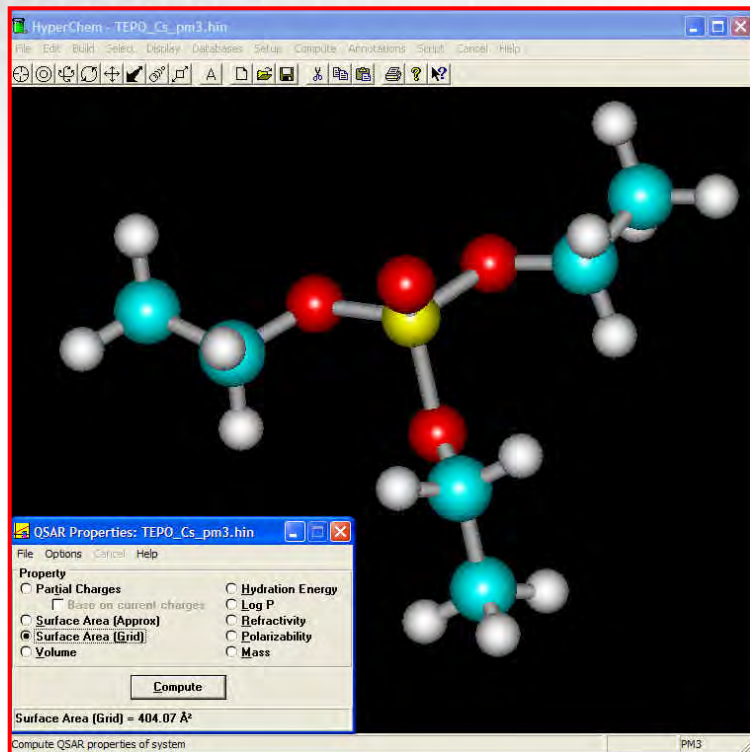 HyperChem - TEPO_Cs_pm3.hin
File Edit Build Select Display Databases Setup Compute Annotations Script Cancel Help
A
QSAR Properties: TEPO_Cs_pm3.hin
File Options Cancel Help
Property
Partial Charges Hydration Energy
Base on current charges Log P
Surface Area (Approx) Refractivity
Surface Area (Grid) Polarizability
Volume Mass
Compute
Surface Area (Grid) = 404.07 Å²
Compute QSAR properties of system PM3